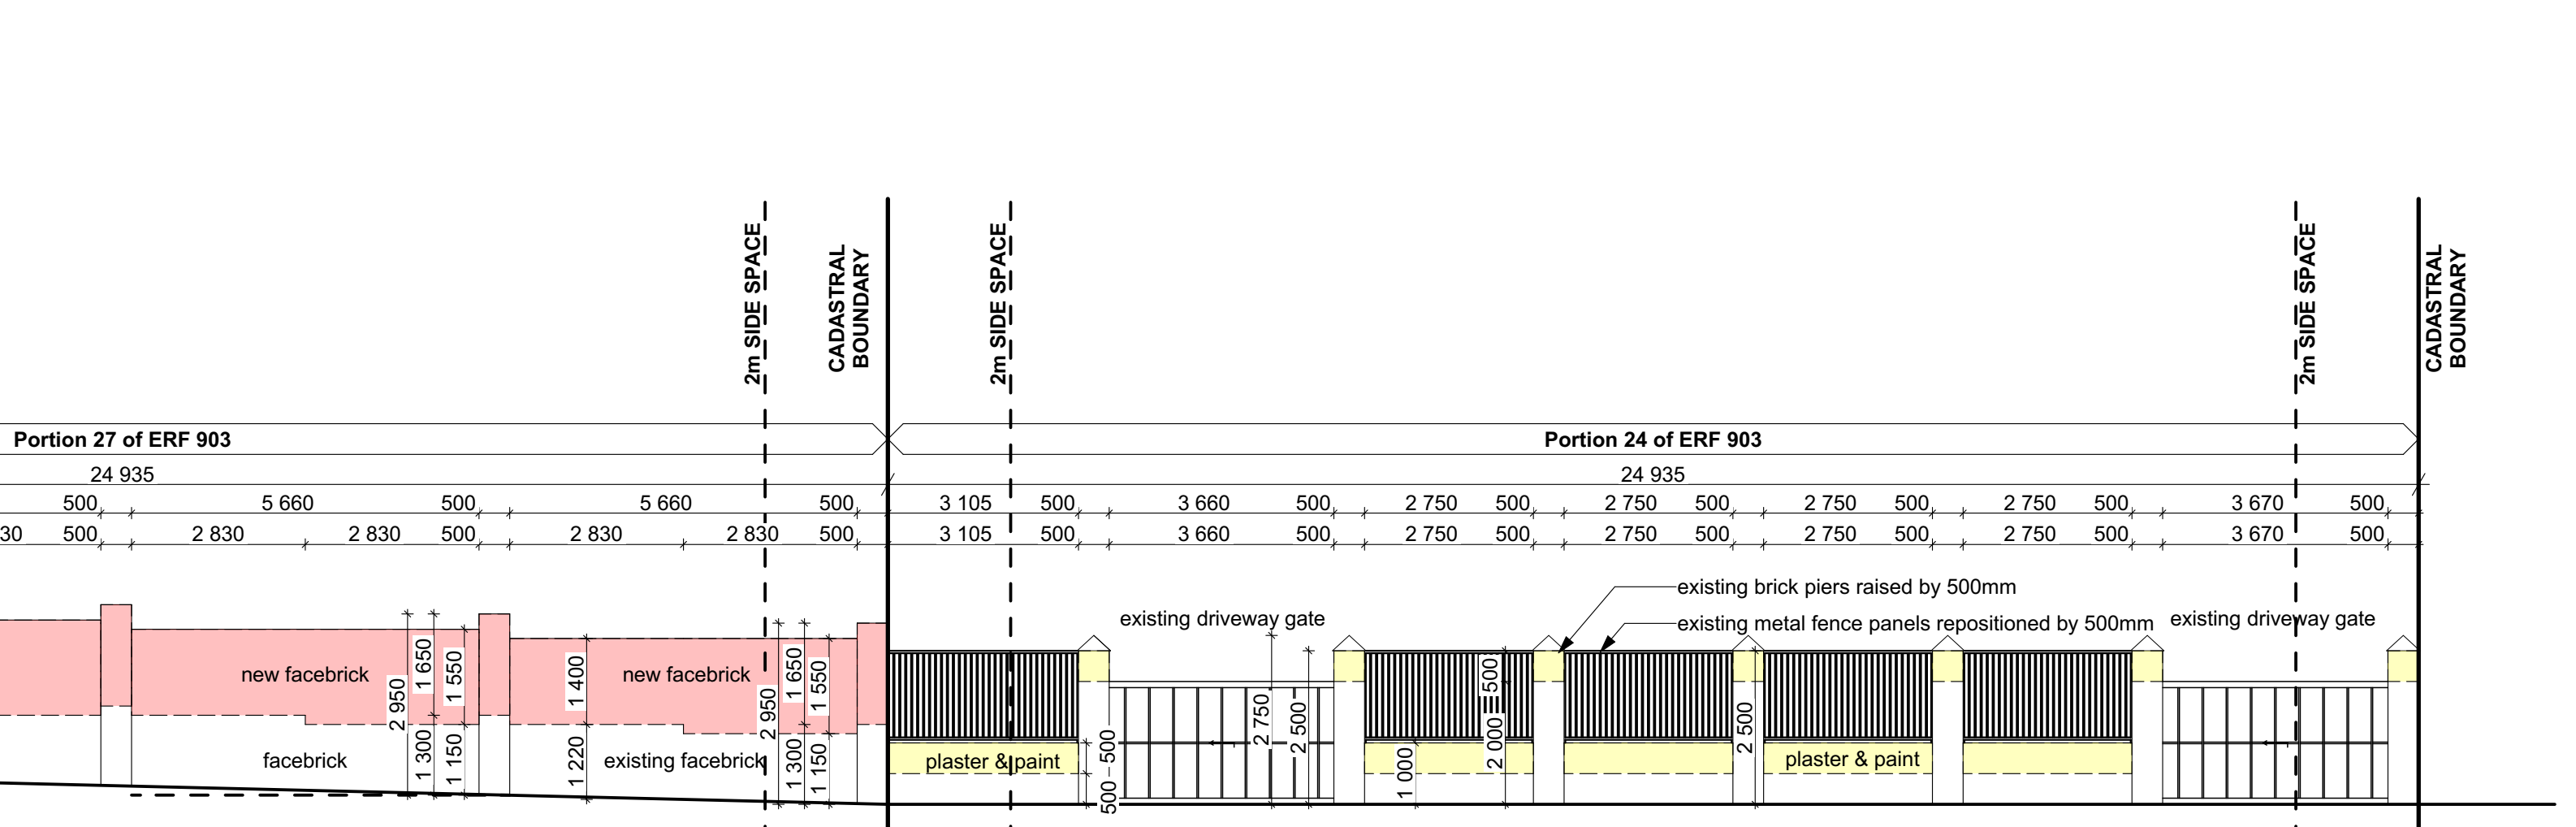 2m SIDE SPACE
CADASTRAL
BOUNDARY
2m SIDE SPACE
2m SIDE SPACE
CADASTRAL
BOUNDARY
Portion 27 of ERF 903
Portion 24 of ERF 903
24 935
24 935
500 5 660 500 5 660 500 3 105 500 3 660 500 2 750 500 2 750 500 2 750 500 2 750 500 3 670 500
30 500 2 830 2 830 500 2 830 2 830 500 3 105 500 3 660 500 2 750 500 2 750 500 2 750 500 2 750 500 3 670 500
existing brick piers raised by 500mm
existing driveway gate
existing metal fence panels repositioned by 500mm
existing driveway gate
new facebrick
2 950
1 650
1 550
1 400
new facebrick
2 950
1 650
1 550
2 750
2 500
500
2 000
2 500
facebrick
1 300
1 150
1 220
existing facebrick
1 300
1 150
plaster & paint
500
500
1 000
plaster & paint